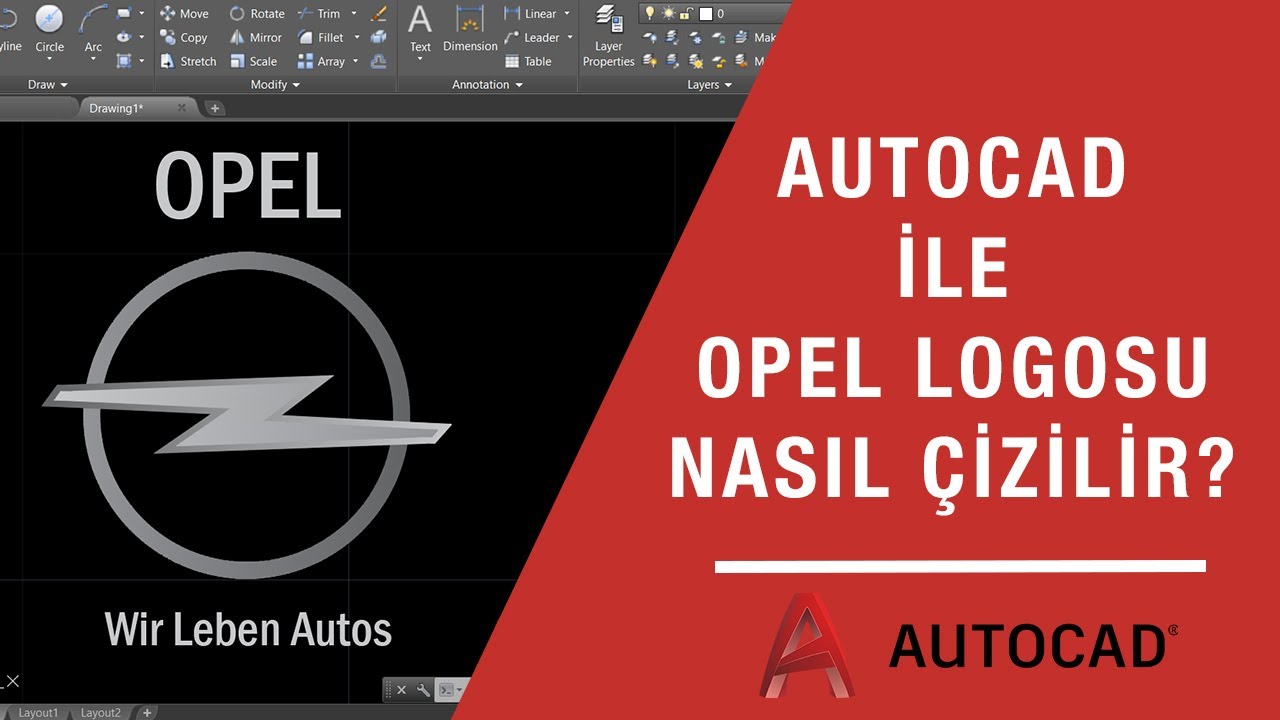 Move
Rotate
Trim
Linear
0
Circle
Arc
Copy
Mirror
Fillet
Text
Dimension
Leader
Layer
Properties
Stretch
Scale
Array
Table
Draw
Modify
Annotation
Layers
Drawing1*
OPEL
Wir Leben Autos
Layout1
Layout2
AUTOCAD
İLE
OPEL LOGOSU
NASIL ÇİZİLİR?
A AUTOCAD®